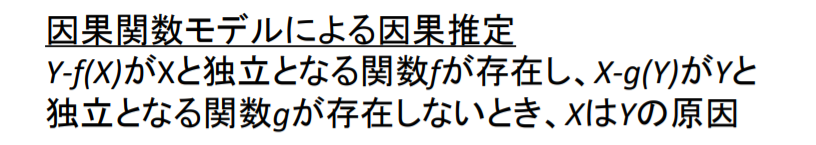 因果関数モデルによる因果推定
Y-f(X)がXと独立となる関数fが存在し、X-g(Y)がYと
独立となる関数gが存在しないとき、XはYの原因